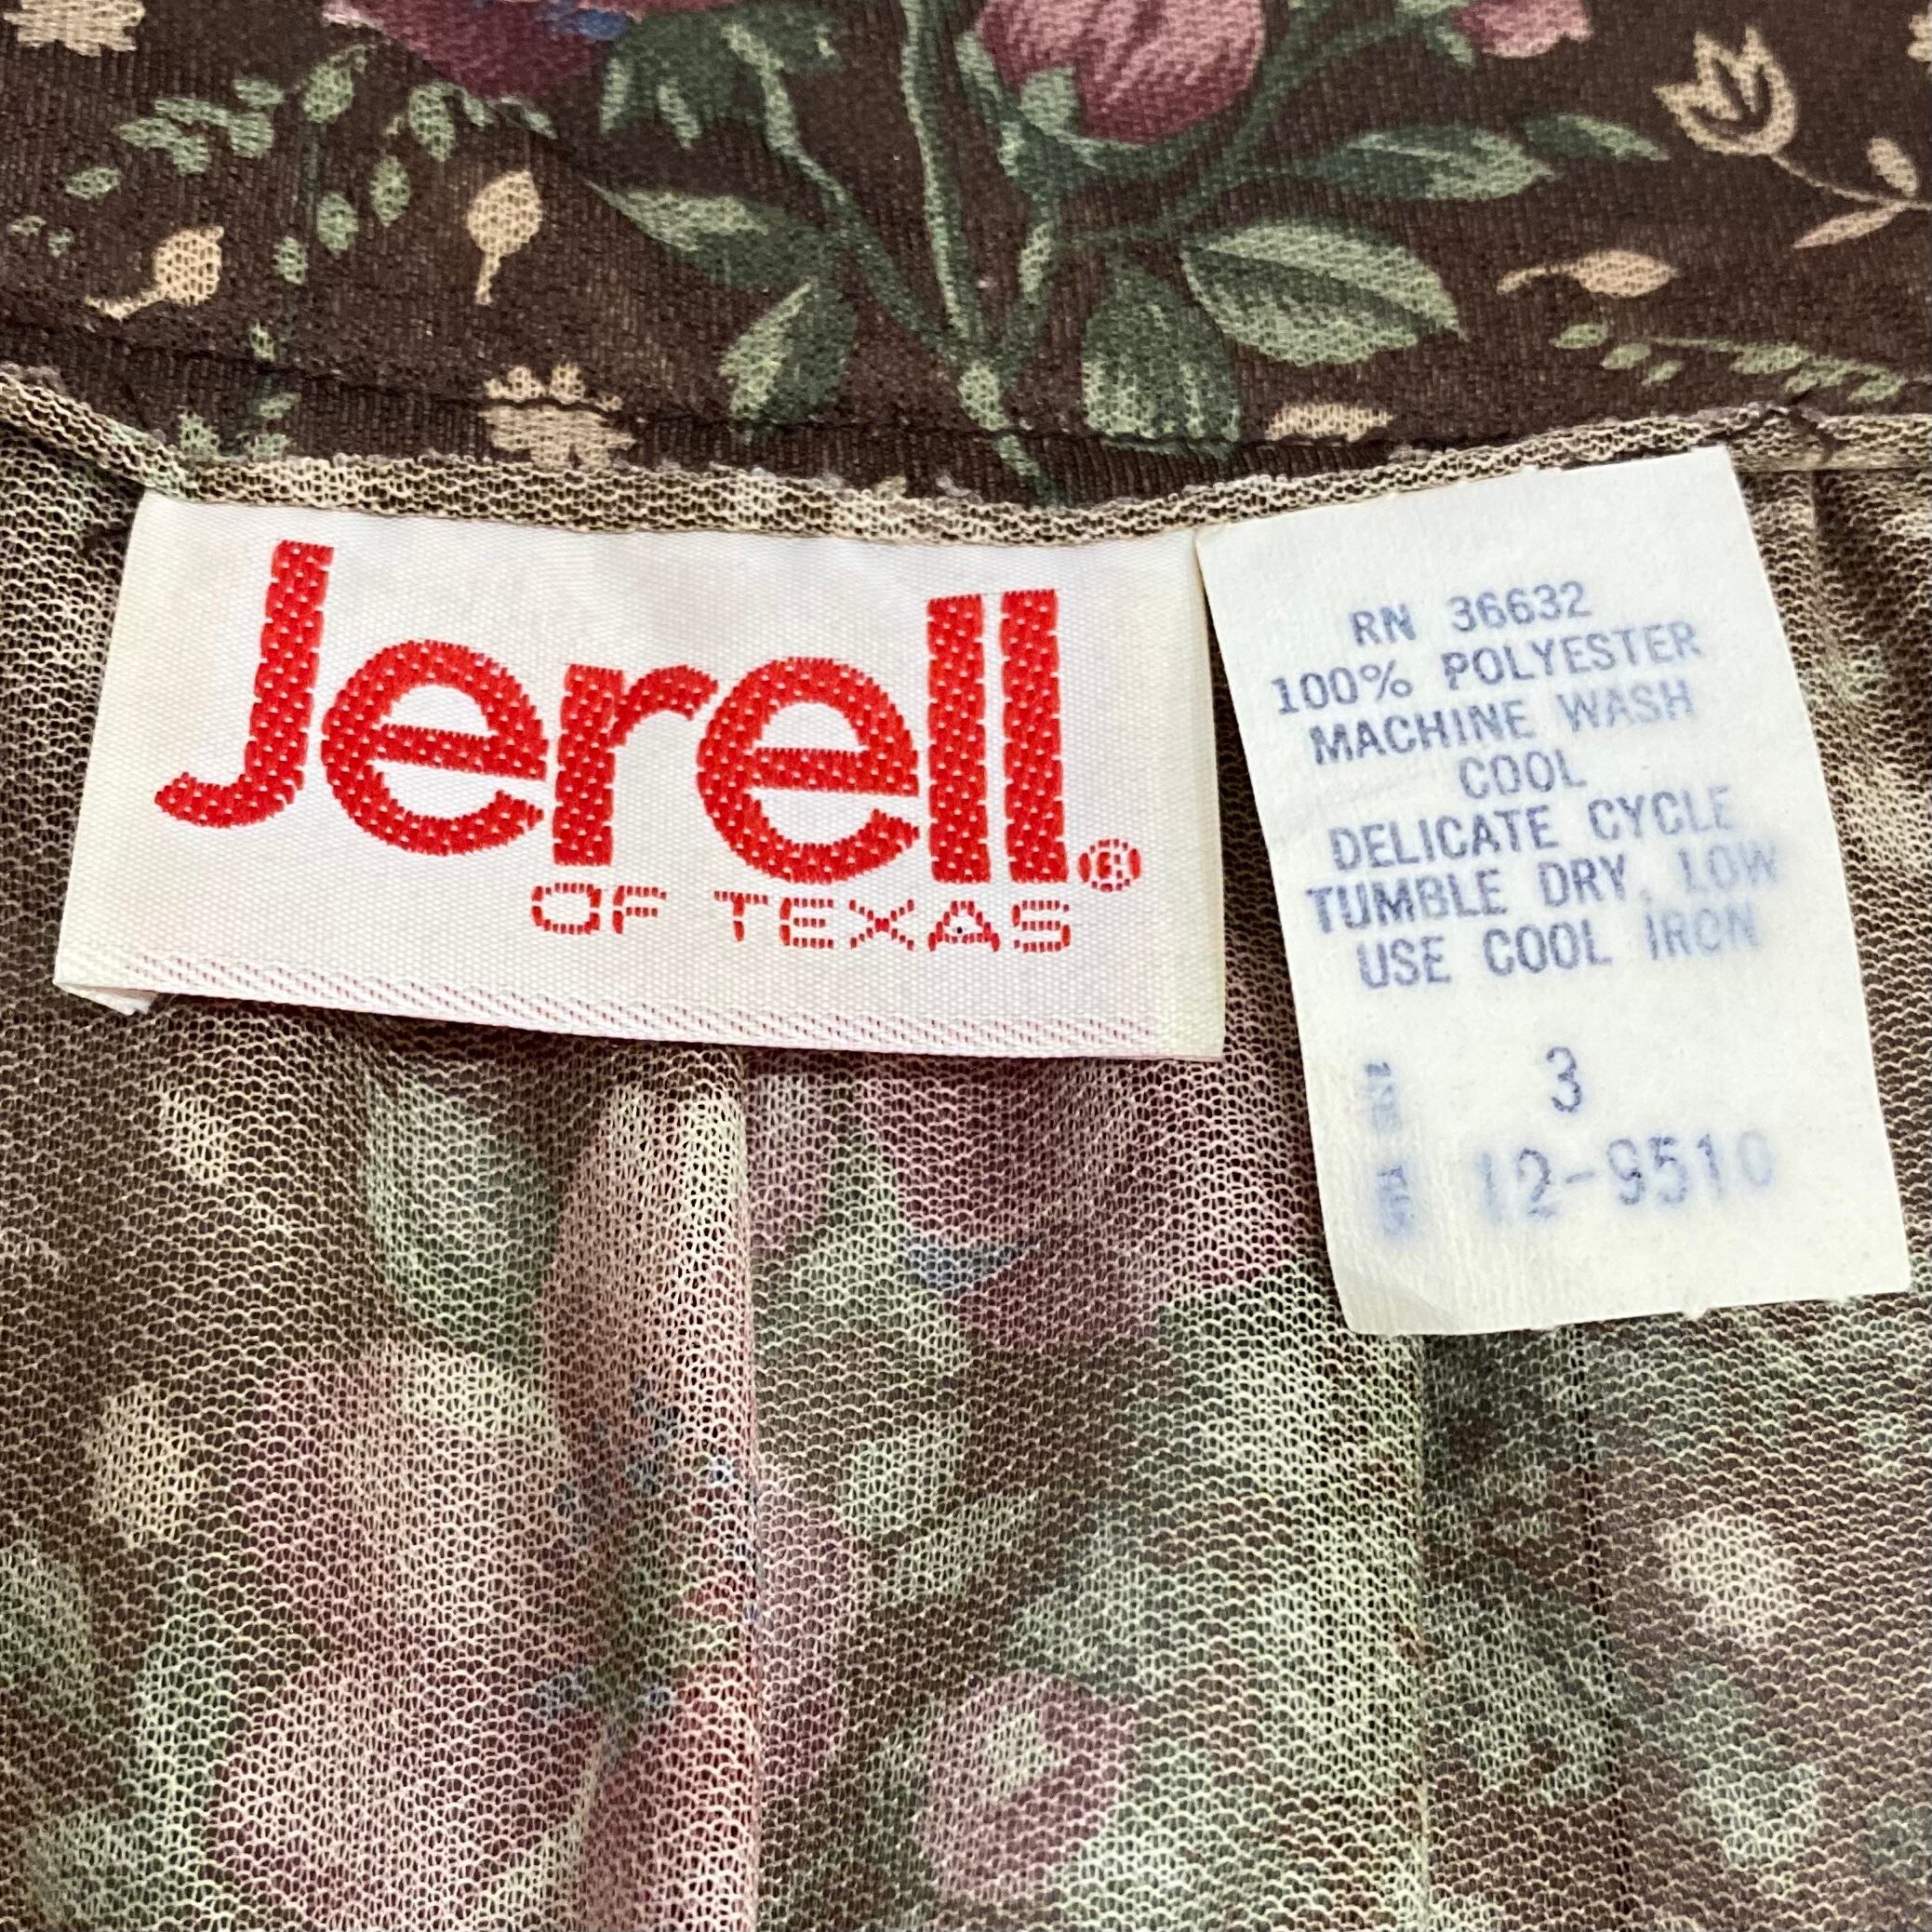 Jerell®
OF TEXAS
RN 36632
100% POLYESTER
MACHINE WASH
COOL
DELICATE CYCLE
TUMBLE DRY, LOW
USE COOL IRON
3
12-9510